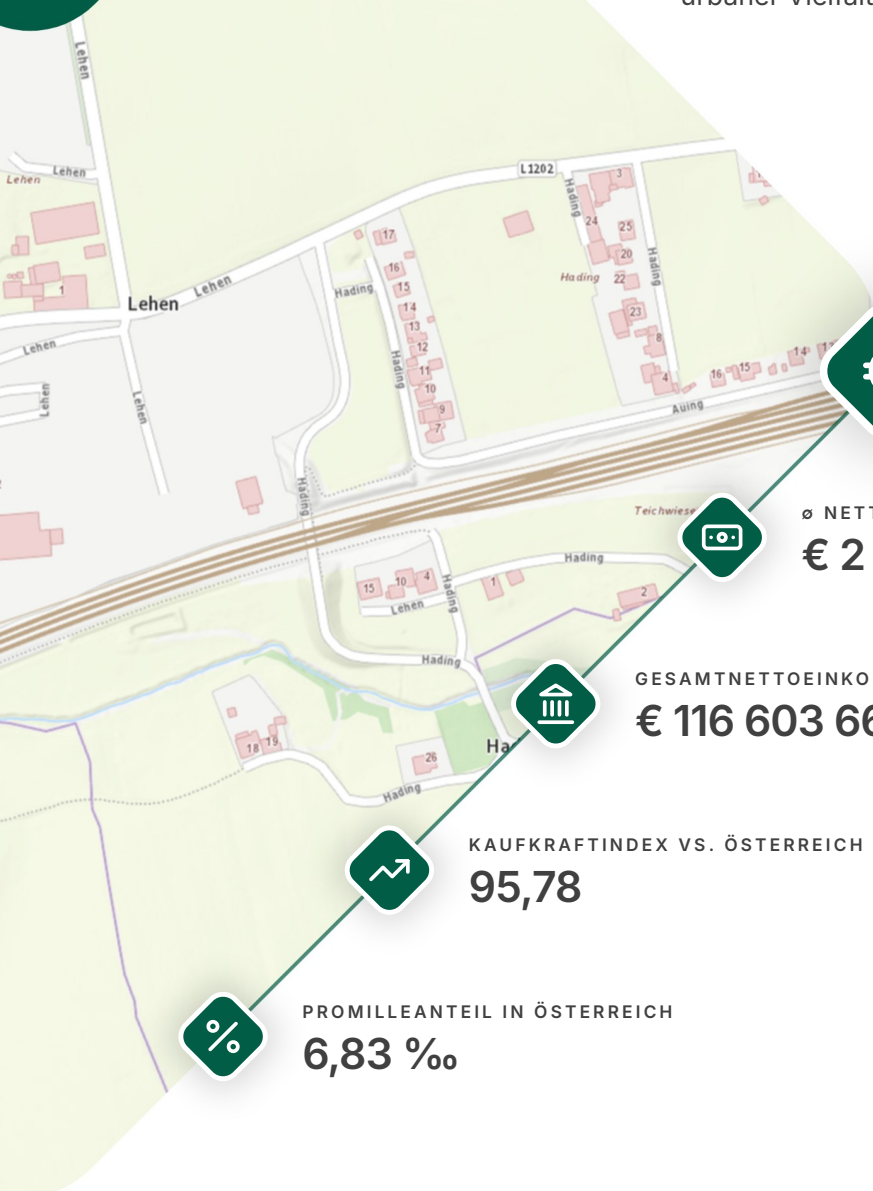 urbaner Vielfalt
Lehen
Lehen
Lehen
L1202
3
Hading
24
17
25
Hading
20
16
Hading
22
Lehen
Hading
15
1
Lehen
14
23
13
Lehen
12
8
Hading
11
14
15
16
4
10
Lehen
Lehen
9
Auing
7
Hading
Teichwiese
Ø NETT
€ 2
Hading
15
10
4
Hading
1
2
Lehen
Hading
GESAMTNETTOEINKO
€ 116 603 66
18
19
Ha
26
Hading
KAUFKRAFTINDEX VS. ÖSTERREICH
95,78
PROMILLEANTEIL IN ÖSTERREICH
6,83 ‰